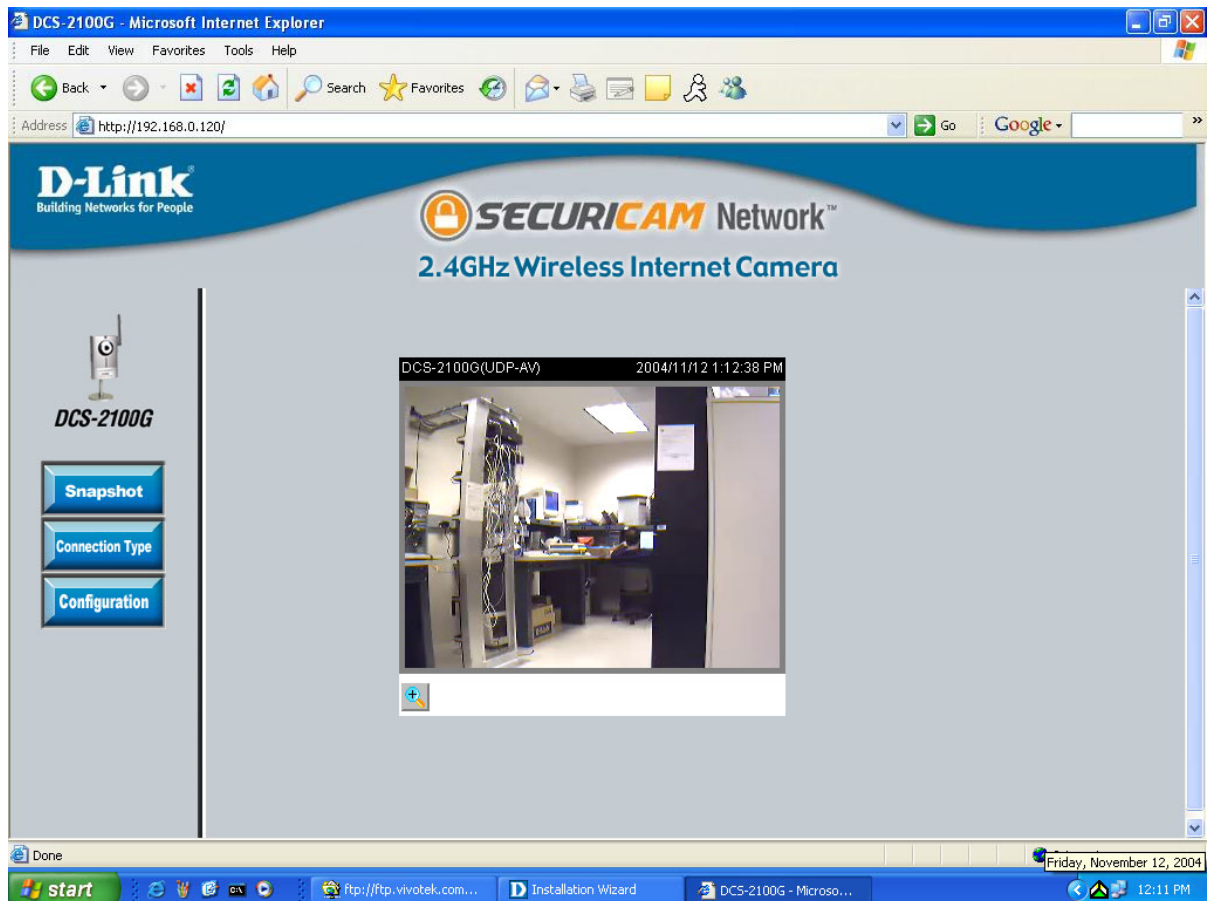 DCS-2100G - Microsoft Internet Explorer
File Edit View Favorites Tools Help
Back Search Favorites
Address http://192.168.0.120/ Go Google
D-Link®
Building Networks for People
SECURICAM Network™
2.4GHz Wireless Internet Camera
DCS-2100G
Snapshot
Connection Type
Configuration
DCS-2100G(UDP-AV) 2004/11/12 1:12:38 PM
Done
Friday, November 12, 2004
start ftp://ftp.vivotek.com... Installation Wizard DCS-2100G - Microso... 12:11 PM